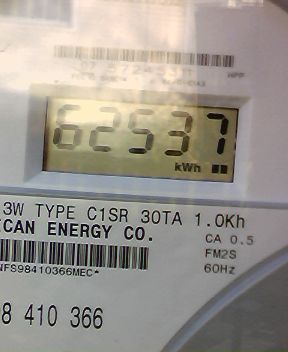 62537
kWh
3W TYPE C1SR 30TA 1.0Kh
CAN ENERGY CO.
CA 0.5
FM2S
60Hz
NFS98410366MEC*
8 410 366